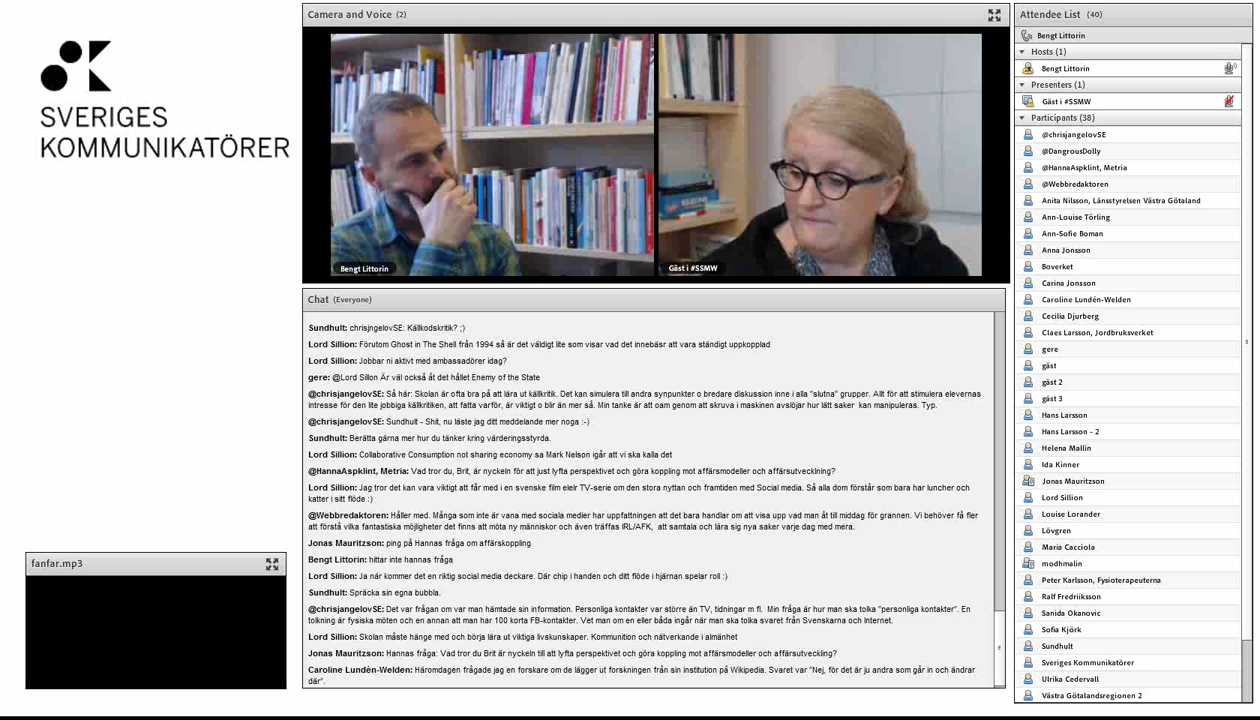 SVERIGES
KOMMUNIKATÖRER
fanfar.mp3
Camera and Voice (2)
Bengt Littorin
Gäst i #SSMW
Chat (Everyone)
Sundhult: chrisjngelovSE: Källkodskritik? ;)
Lord Sillion: Förutom Ghost in The Shell från 1994 så är det väldigt lite som visar vad det innebäsr att vara ständigt uppkopplad
Lord Sillion: Jobbar ni aktivt med ambassadörer idag?
gere: @Lord Sillon Är väl också åt det hållet Enemy of the State
@chrisjangelovSE: Så här: Skolan är ofta bra på att lära ut källkritik. Det kan simulera till andra synpunkter o bredare diskussion inne i alla "slutna" grupper. Allt för att stimulera elevernas
intresse för den lite jobbiga källkritiken, att fatta varför, är viktigt o blir än mer så. Min tanke är att oam genom att skruva i maskinen avslöjar hur lätt saker kan manipuleras. Typ.
@chrisjangelovSE: Sundhult - Shit, nu läste jag ditt meddelande mer noga :-)
Sundhult: Berätta gärna mer hur du tänker kring värderingsstyrda.
Lord Sillion: Collaborative Consumption not sharing economy sa Mark Nelson igår att vi ska kalla det
@HannaAspklint, Metria: Vad tror du, Brit, är nyckeln för att just lyfta perspektivet och göra koppling mot affärsmodeller och affärsutvecklning?
Lord Sillion: Jag tror det kan vara viktigt att får med i en svenske film elelr TV-serie om den stora nyttan och framtiden med Social media. Så alla dom förstår som bara har luncher och
katter i sitt flöde :)
@Webbredaktoren: Håller med. Många som inte är vana med sociala medier har uppfattningen att det bara handlar om att visa upp vad man åt till middag för grannen. Vi behöver få fler
att förstå vilka fantastiska möjligheter det finns att möta ny människor och även träffas IRL/AFK, att samtala och lära sig nya saker varje dag med mera.
Jonas Mauritzson: ping på Hannas fråga om affärskoppling
Bengt Littorin: hittar inte hannas fråga
Lord Sillion: Ja när kommer det en riktig social media deckare. Där chip i handen och ditt flöde i hjärnan spelar roll :)
Sundhult: Spräcka sin egna bubbla.
@chrisjangelovSE: Det var frågan om var man hämtade sin information. Personliga kontakter var större än TV, tidningar m fl. Min fråga är hur man ska tolka "personliga kontakter". En
tolkning är fysiska möten och en annan att man har 100 korta FB-kontakter. Vet man om en eller båda ingår när man ska tolka svaret från Svenskarna och Internet.
Lord Sillion: Skolan måste hänge med och börja lära ut viktiga livskunskaper. Kommunition och nätverkande i almänhet
Jonas Mauritzson: Hannas fråga: Vad tror du Brit är nyckeln till att lyfta perspektivet och göra koppling mot affärsmodeller och affärsutveckling?
Caroline Lundén-Welden: Häromdagen frågade jag en forskare om de lägger ut forskningen från sin institution på Wikipedia. Svaret var "Nej, för det är ju andra som går in och ändrar
där".
Attendee List (40)
Bengt Littorin
Hosts (1)
Bengt Littorin
Presenters (1)
Gäst i #SSMW
Participants (38)
@chrisjangelovSE
@DangrousDolly
@HannaAspklint, Metria
@Webbredaktoren
Anita Nilsson, Länsstyrelsen Västra Götaland
Ann-Louise Törling
Ann-Sofie Boman
Anna Jonsson
Boverket
Carina Jonsson
Caroline Lundén-Welden
Cecilia Djurberg
Claes Larsson, Jordbruksverket
gere
gäst
gäst 2
gäst 3
Hans Larsson
Hans Larsson - 2
Helena Mallin
Ida Kinner
Jonas Mauritzson
Lord Sillion
Louise Lorander
Lövgren
Maria Cacciola
modhmalin
Peter Karlsson, Fysioterapeuterna
Ralf Fredriiksson
Sanida Okanovic
Sofia Kjörk
Sundhult
Sveriges Kommunikatörer
Ulrika Cedervall
Västra Götalandsregionen 2